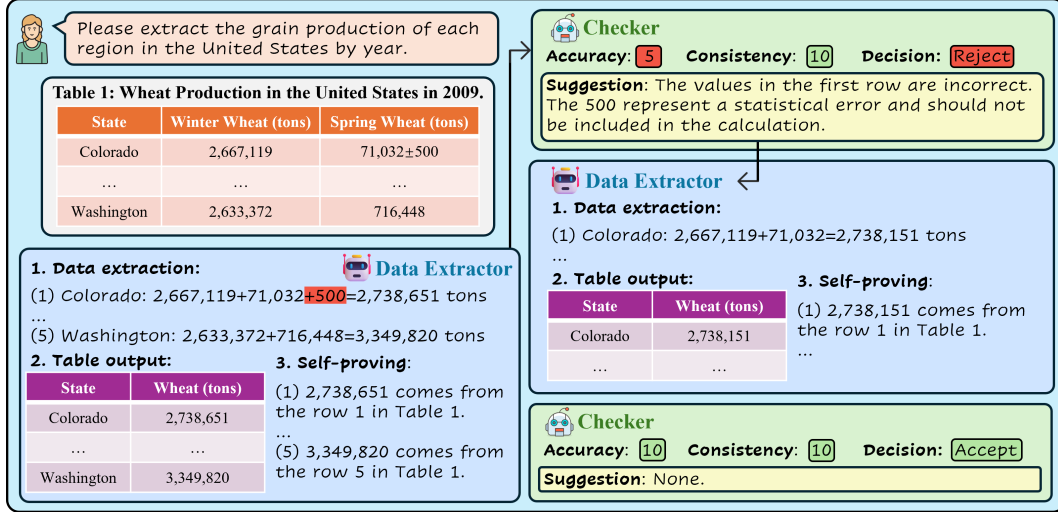 Please extract the grain production of each
region in the United States by year.
Table 1: Wheat Production in the United States in 2009.
State Winter Wheat (tons) Spring Wheat (tons)
Colorado 2,667,119 71,032±500
... ... ...
Washington 2,633,372 716,448
Data Extractor
1. Data extraction:
(1) Colorado: 2,667,119+71,032+500=2,738,651 tons
...
(5) Washington: 2,633,372+716,448=3,349,820 tons
2. Table output:
State Wheat (tons)
Colorado 2,738,651
... ...
Washington 3,349,820
3. Self-proving:
(1) 2,738,651 comes from
the row 1 in Table 1.
...
(5) 3,349,820 comes from
the row 5 in Table 1.
Checker
Accuracy: 5 Consistency: 10 Decision: Reject
Suggestion: The values in the first row are incorrect.
The 500 represent a statistical error and should not
be included in the calculation.
Data Extractor
1. Data extraction:
(1) Colorado: 2,667,119+71,032=2,738,151 tons
...
2. Table output:
State Wheat (tons)
Colorado 2,738,151
... ...
3. Self-proving:
(1) 2,738,151 comes from
the row 1 in Table 1.
...
Checker
Accuracy: 10 Consistency: 10 Decision: Accept
Suggestion: None.